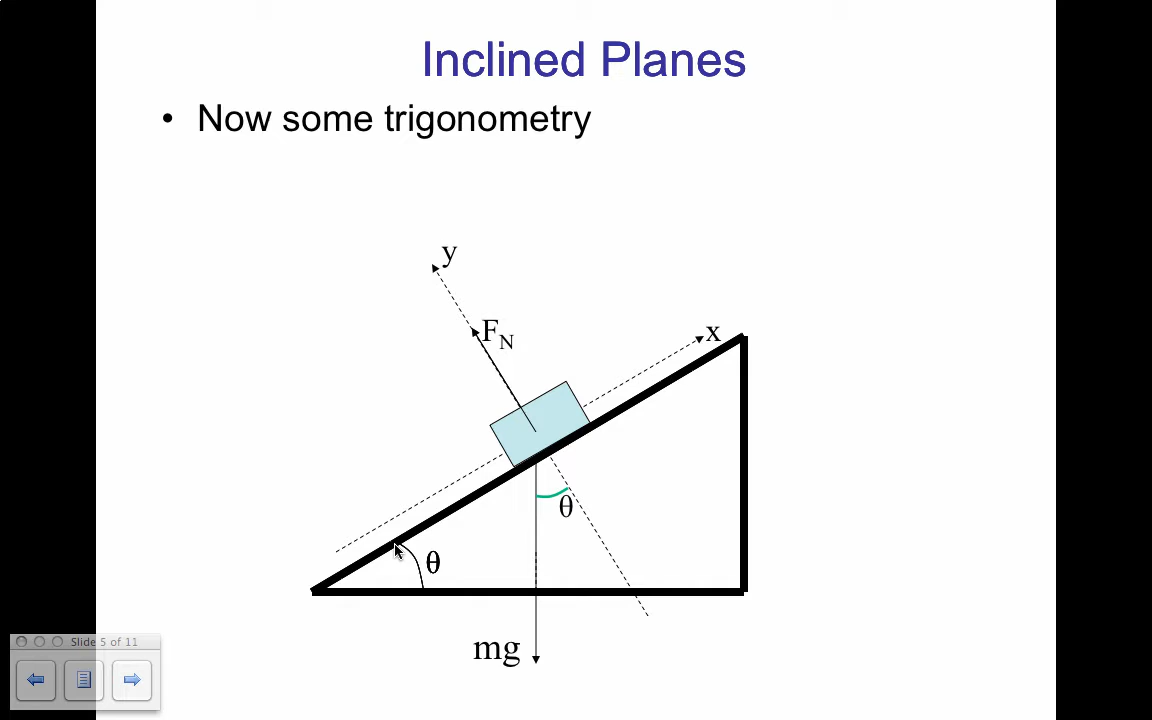 Inclined Planes
• Now some trigonometry
y
F_N
x
θ
θ
mg
Slide 5 of 11